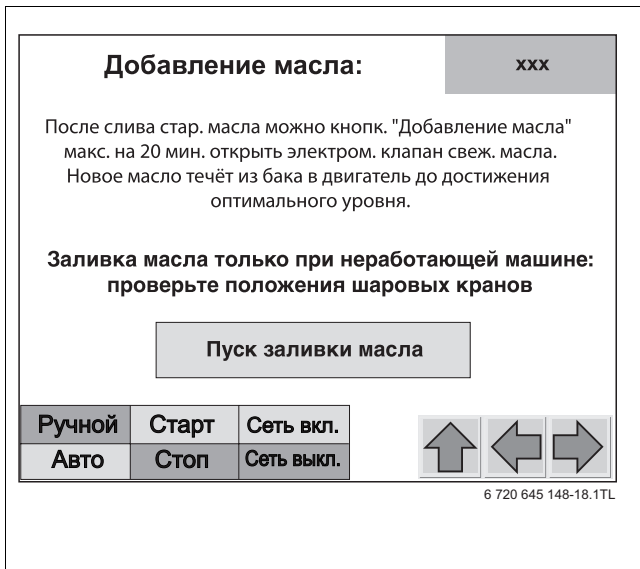 Добавление масла:
xxx
После слива стар. масла можно кнопк. "Добавление масла"
макс. на 20 мин. открыть электром. клапан свеж. масла.
Новое масло течёт из бака в двигатель до достижения
оптимального уровня.
Заливка масла только при неработающей машине:
проверьте положения шаровых кранов
Пуск заливки масла
Ручной Старт Сеть вкл.
Авто Стоп Сеть выкл.
6 720 645 148-18.1TL